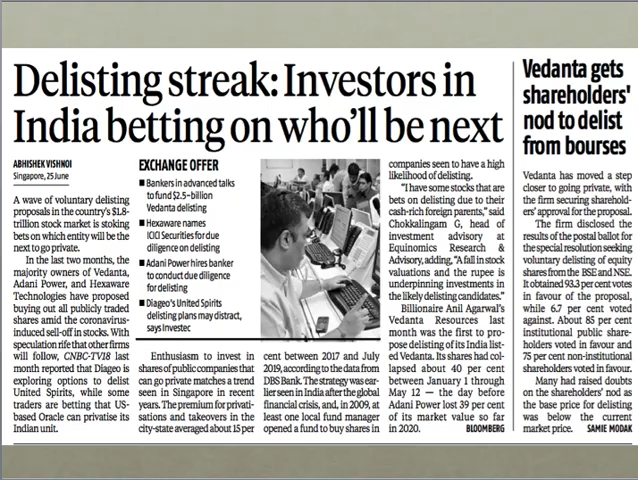 Delisting streak: Investors in
India betting on who'll be next
ABHISHEK VISHNOI
Singapore, 25 June
A wave of voluntary delisting
proposals in the country's $1.8-
trillion stock market is stoking
bets on which entity will be the
next to go private.
In the last two months, the
majority owners of Vedanta,
Adani Power, and Hexaware
Technologies have proposed
buying out all publicly traded
shares amid the coronavirus-
induced sell-off in stocks. With
speculation rife that other firms
will follow, CNBC-TV18 last
month reported that Diageo is
exploring options to delist
United Spirits, while some
traders are betting that US-
based Oracle can privatise its
Indian unit.
EXCHANGE OFFER
■ Bankers in advanced talks
to fund $2.5-billion
Vedanta delisting
■ Hexaware names
ICICI Securities for due
diligence on delisting
■ Adani Power hires banker
to conduct due diligence
for delisting
■ Diageo's United Spirits
delisting plans may distract,
says Investec
Enthusiasm to invest in
shares of public companies that
can go private matches a trend
seen in Singapore in recent
years. The premium for privati-
sations and takeovers in the
city-state averaged about 15 per
cent between 2017 and July
2019, according to the data from
DBS Bank. The strategy was ear-
lier seen in India after the global
financial crisis, and, in 2009, at
least one local fund manager
opened a fund to buy shares in
companies seen to have a high
likelihood of delisting.
"I have some stocks that are
bets on delisting due to their
cash-rich foreign parents," said
Chokkalingam G, head of
investment advisory at
Equinomics Research &
Advisory, adding, "A fall in stock
valuations and the rupee is
underpinning investments in
the likely delisting candidates."
Billionaire Anil Agarwal's
Vedanta Resources last
month was the first to pro-
pose delisting of its India list-
ed Vedanta. Its shares had col-
lapsed about 40 per cent
between January 1 through
May 12 — the day before
Adani Power lost 39 per cent
of its market value so far
in 2020. BLOOMBERG
Vedanta gets
shareholders'
nod to delist
from bourses
Vedanta has moved a step
closer to going private, with
the firm securing sharehold-
ers' approval for the proposal.
The firm disclosed the
results of the postal ballot for
the special resolution seeking
voluntary delisting of equity
shares from the BSE and NSE.
It obtained 93.3 per cent votes
in favour of the proposal,
while 6.7 per cent voted
against. About 85 per cent
institutional public share-
holders voted in favour and
75 per cent non-institutional
shareholders voted in favour.
Many had raised doubts
on the shareholders' nod as
the base price for delisting
was below the current
market price. SAMIE MODAK